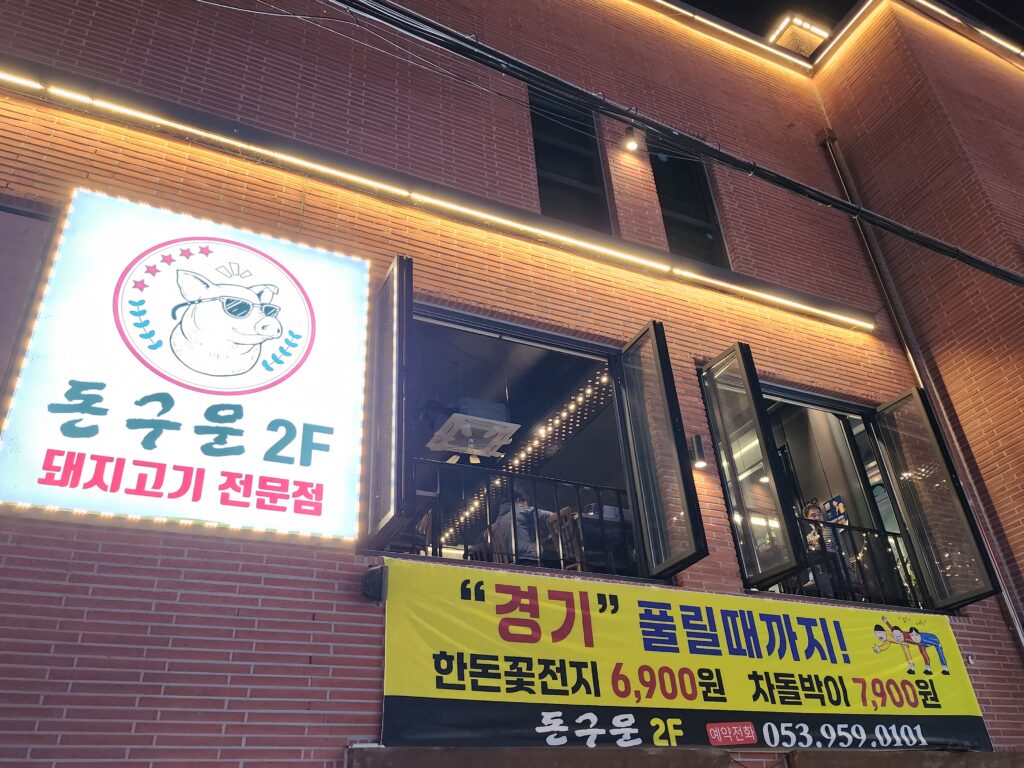 돈구운 2F
돼지고기 전문점
“경기” 풀릴때까지!
한돈꽃전지 6,900원 차돌박이 7,900원
돈구운 2F 예약전화 053.959.0101